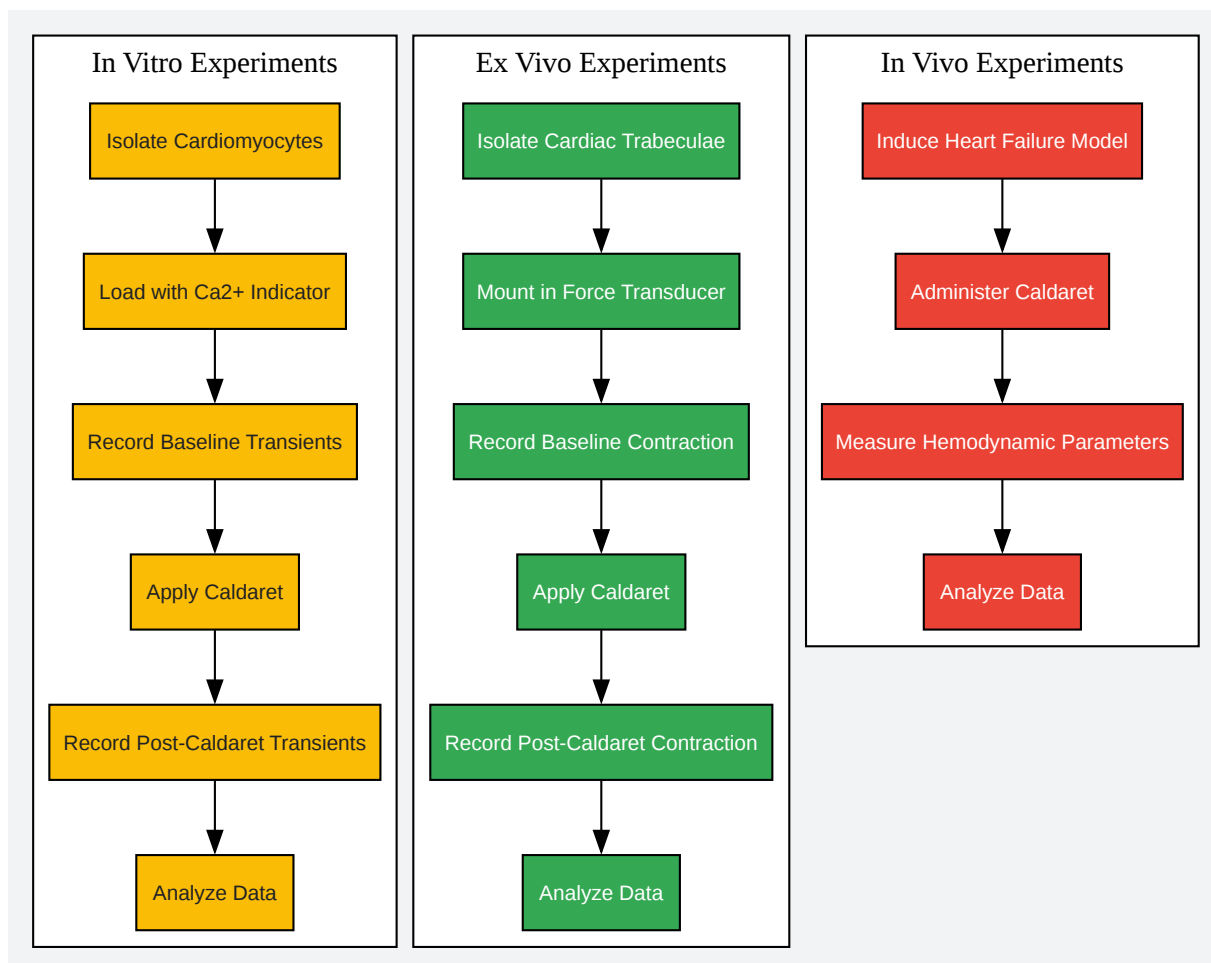 In Vitro Experiments
Isolate Cardiomyocytes
Load with Ca2+ Indicator
Record Baseline Transients
Apply Caldaret
Record Post-Caldaret Transients
Analyze Data
Ex Vivo Experiments
Isolate Cardiac Trabeculae
Mount in Force Transducer
Record Baseline Contraction
Apply Caldaret
Record Post-Caldaret Contraction
Analyze Data
In Vivo Experiments
Induce Heart Failure Model
Administer Caldaret
Measure Hemodynamic Parameters
Analyze Data